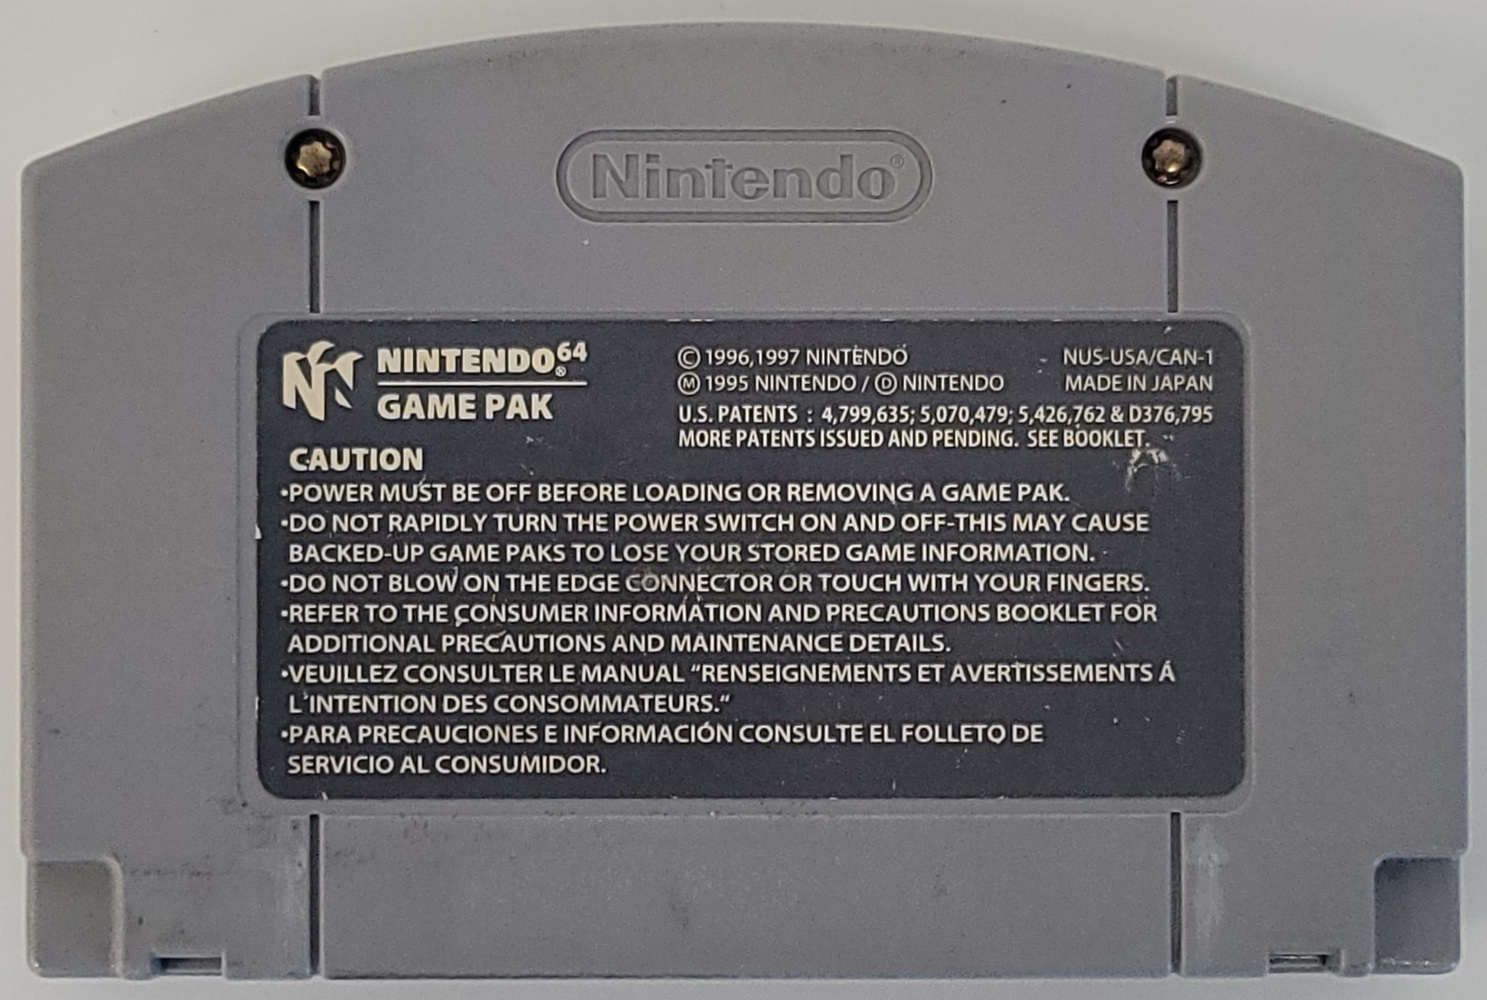 Nintendo®
NINTENDO64®
GAME PAK
Ⓒ1996,1997 NINTENDO NUS-USA/CAN-1
Ⓜ1995 NINTENDO / Ⓓ NINTENDO MADE IN JAPAN
U.S. PATENTS : 4,799,635; 5,070,479; 5,426,762 & D376,795
MORE PATENTS ISSUED AND PENDING. SEE BOOKLET.
CAUTION
•POWER MUST BE OFF BEFORE LOADING OR REMOVING A GAME PAK.
•DO NOT RAPIDLY TURN THE POWER SWITCH ON AND OFF-THIS MAY CAUSE
BACKED-UP GAME PAKS TO LOSE YOUR STORED GAME INFORMATION.
•DO NOT BLOW ON THE EDGE CONNECTOR OR TOUCH WITH YOUR FINGERS.
•REFER TO THE CONSUMER INFORMATION AND PRECAUTIONS BOOKLET FOR
ADDITIONAL PRECAUTIONS AND MAINTENANCE DETAILS.
•VEUILLEZ CONSULTER LE MANUAL "RENSEIGNEMENTS ET AVERTISSEMENTS Á
L'INTENTION DES CONSOMMATEURS."
•PARA PRECAUCIONES E INFORMACIÓN CONSULTE EL FOLLETO DE
SERVICIO AL CONSUMIDOR.